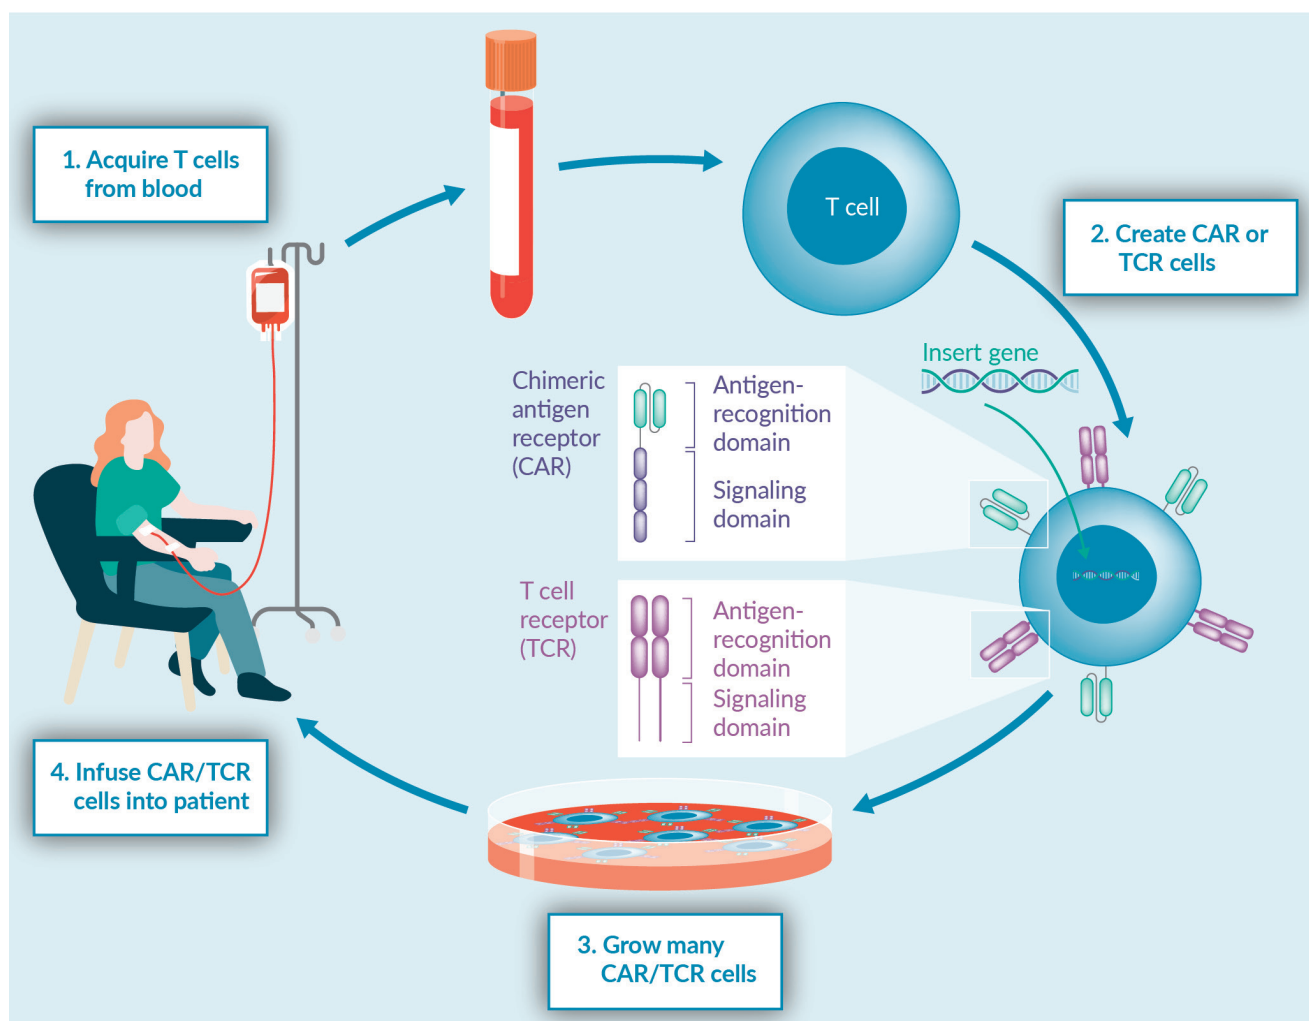 1. Acquire T cells
from blood
T cell
2. Create CAR or
TCR cells
Insert gene
Chimeric
antigen
receptor
(CAR)
Antigen-
recognition
domain
Signaling
domain
T cell
receptor
(TCR)
Antigen-
recognition
domain
Signaling
domain
4. Infuse CAR/TCR
cells into patient
3. Grow many
CAR/TCR cells